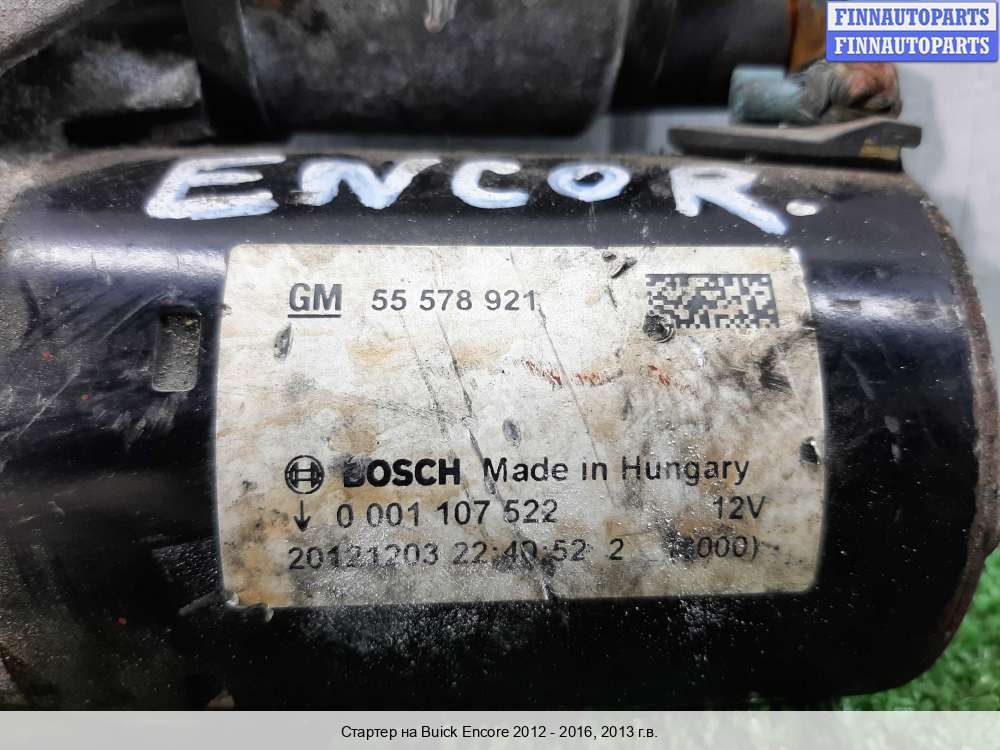 FINNAUTOPARTS
FINNAUTOPARTS
ENCOR.
GM 55 578 921
BOSCH Made in Hungary
0 001 107 522 12V
20121203 22:40:52 2
Стартер на Buick Encore 2012 - 2016, 2013 г.в.